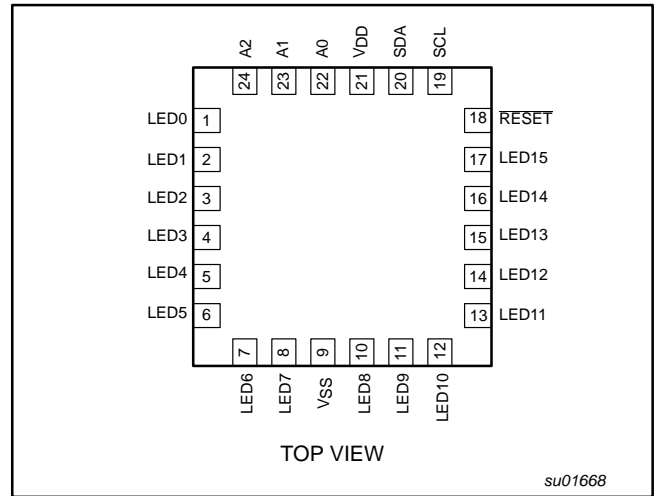 A2 A1 A0 VDD SDA SCL
24 23 22 21 20 19
LED0 1
LED1 2
LED2 3
LED3 4
LED4 5
LED5 6
18 RESET
17 LED15
16 LED14
15 LED13
14 LED12
13 LED11
7 8 9 10 11 12
LED6 LED7 VSS LED8 LED9 LED10
TOP VIEW
su01668